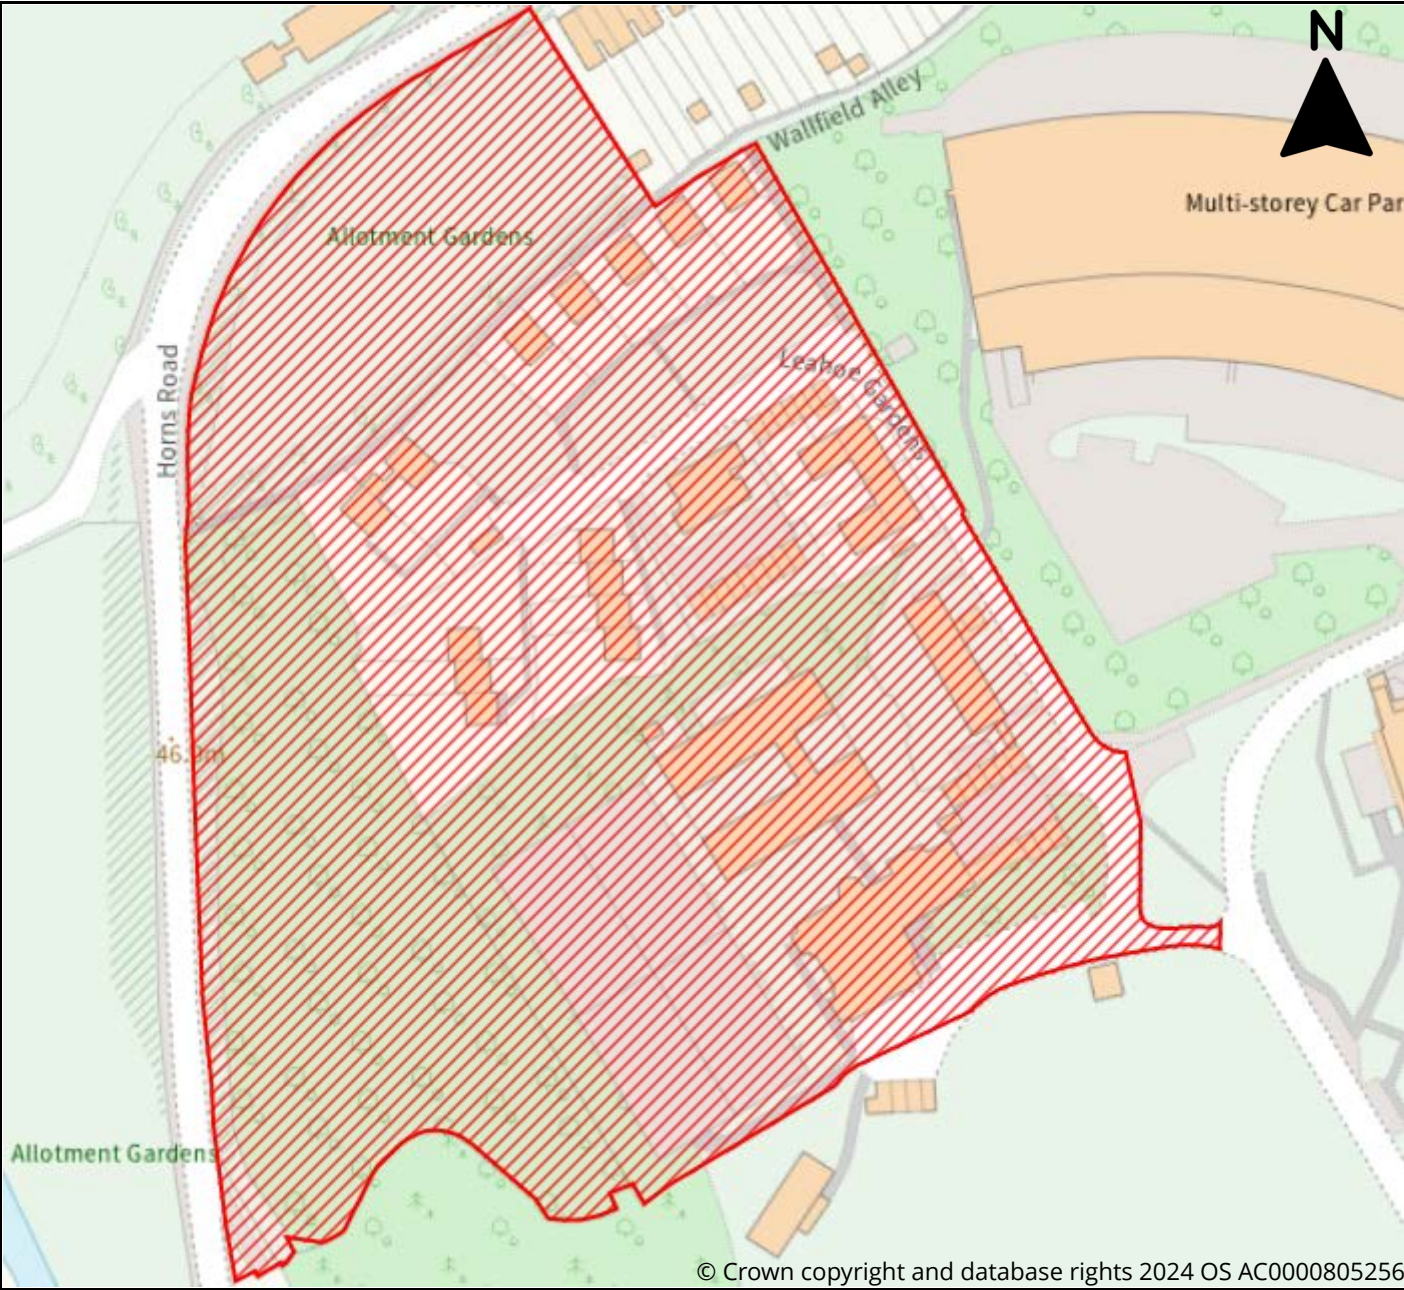 N
Wallfield Alley
Multi-storey Car Par
Allotment Gardens
Leahoe Gardens
Horns Road
Allotment Gardens
© Crown copyright and database rights 2024 OS AC0000805256